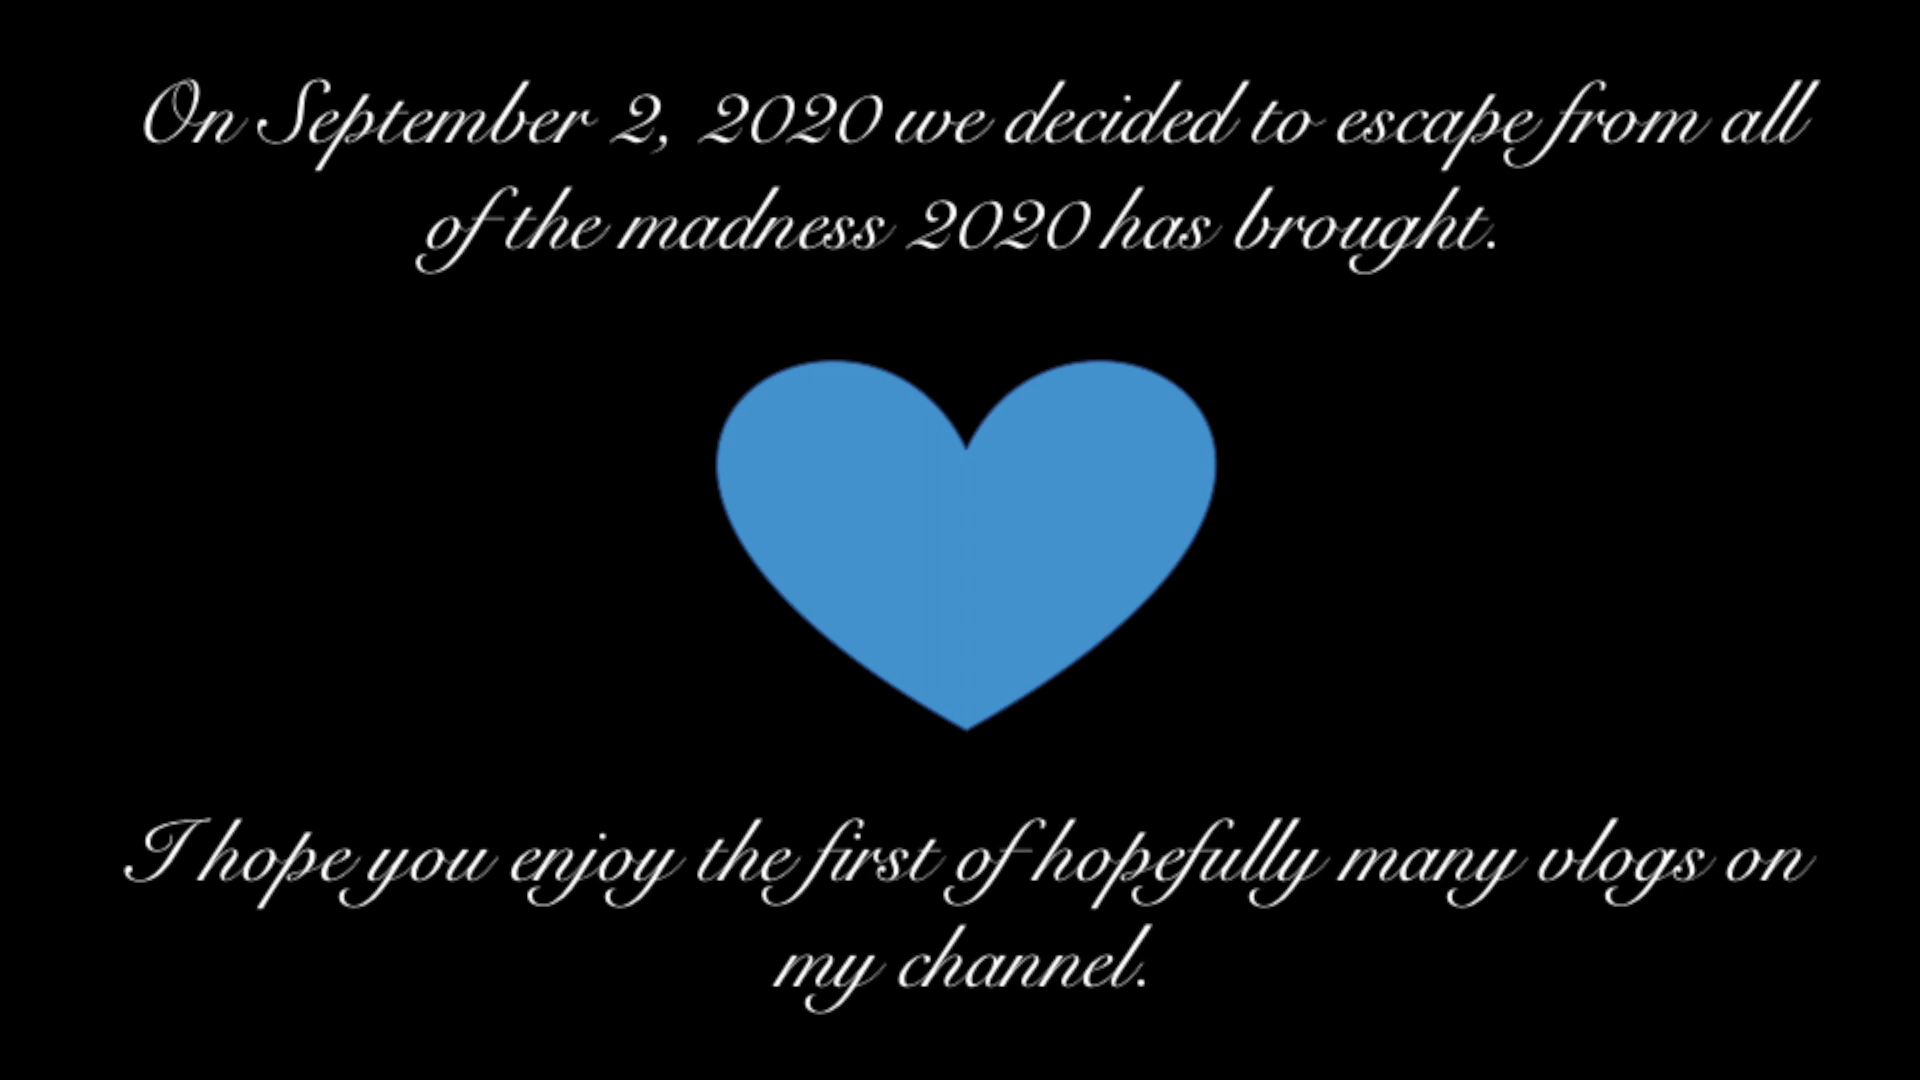 On September 2, 2020 we decided to escape from all
of the madness 2020 has brought.
I hope you enjoy the first of hopefully many vlogs on
my channel.